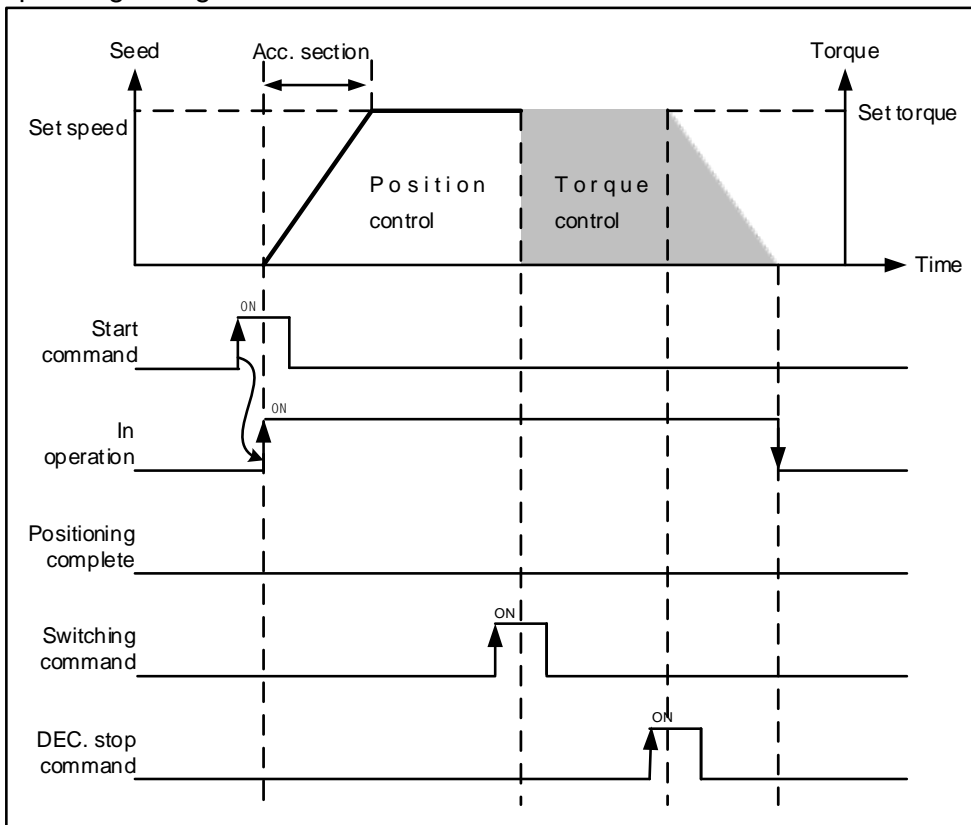 Seed
Acc. section
Torque
Set speed
Set torque
Position
control
Torque
control
Time
ON
Start
command
ON
In
operation
Positioning
complete
ON
Switching
command
ON
DEC. stop
command